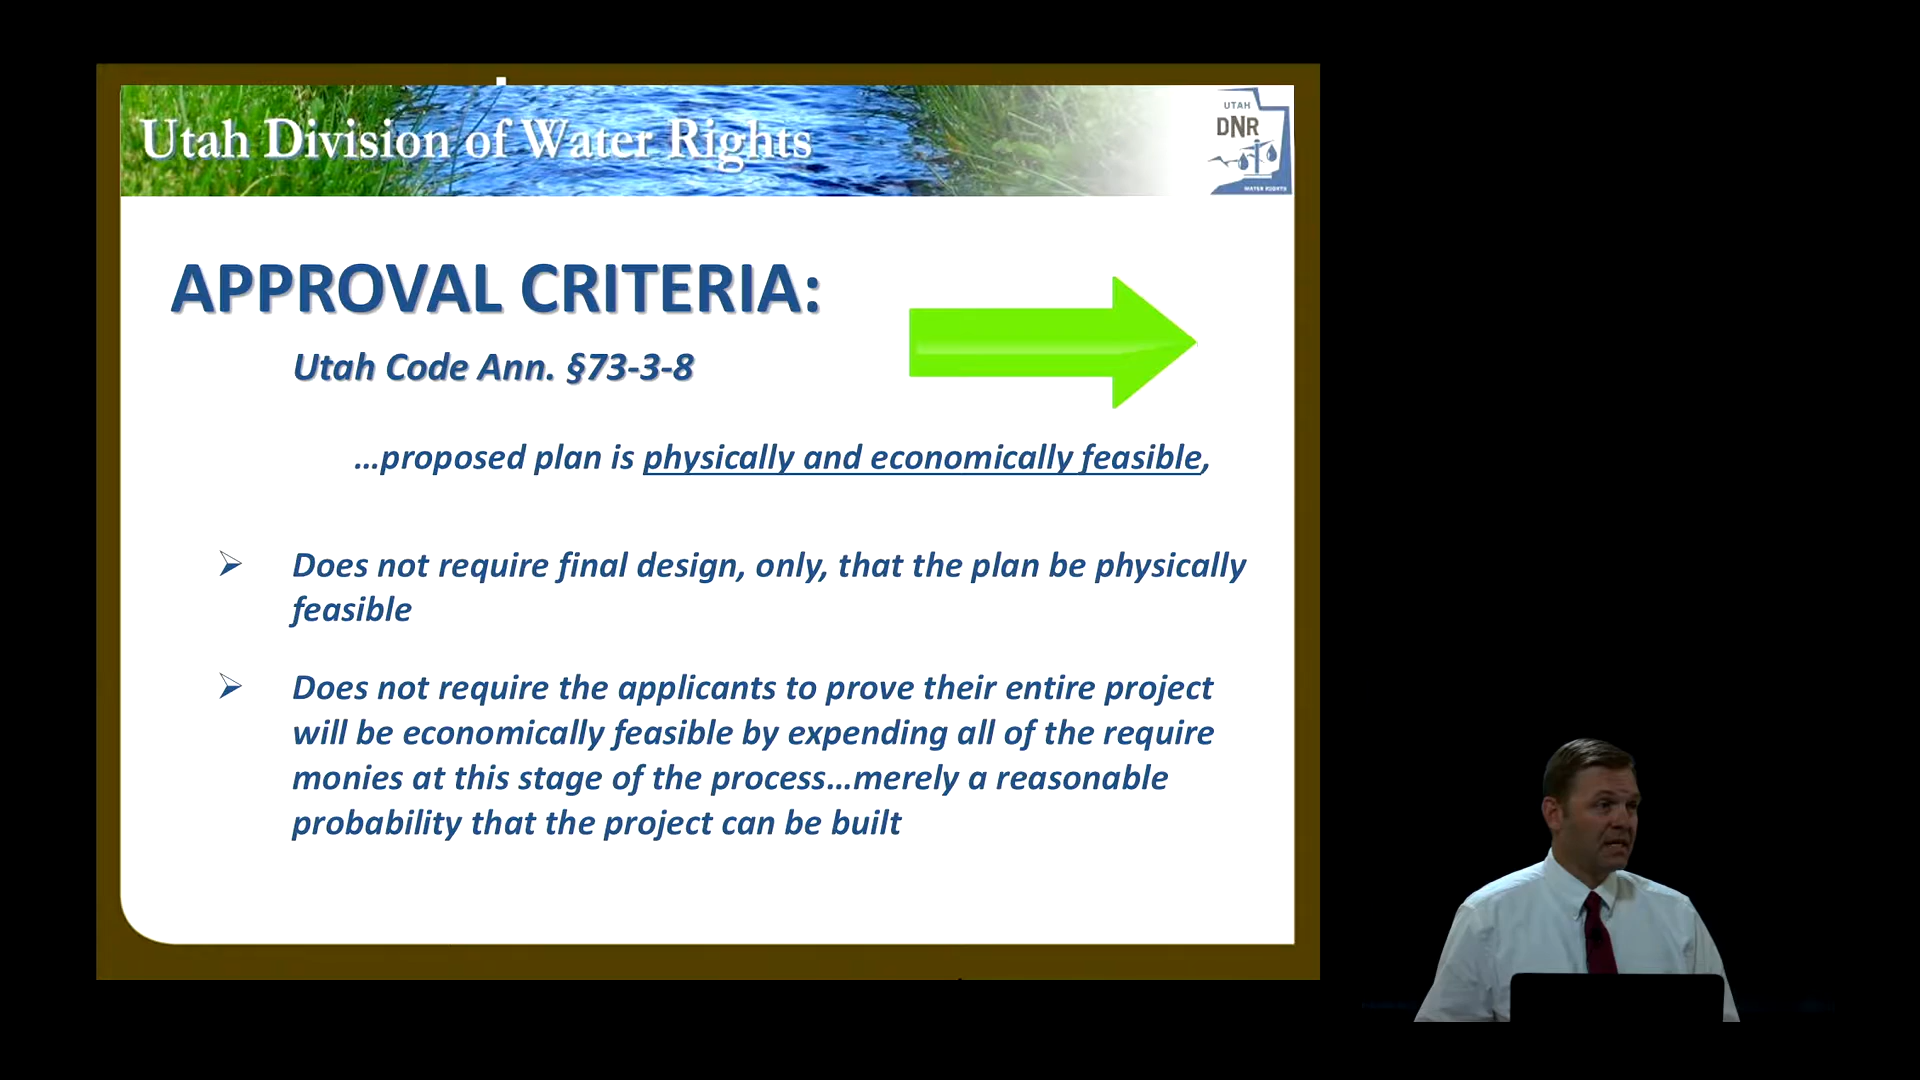 Utah Division of Water Rights
UTAH
DNR
WATER RIGHTS
APPROVAL CRITERIA:
Utah Code Ann. §73-3-8
…proposed plan is physically and economically feasible,
Does not require final design, only, that the plan be physically
feasible
Does not require the applicants to prove their entire project
will be economically feasible by expending all of the require
monies at this stage of the process…merely a reasonable
probability that the project can be built